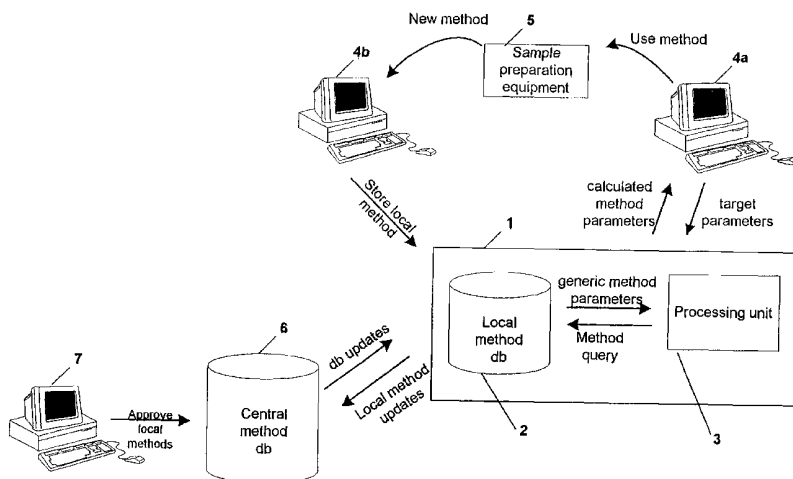 New method
5
Use method
4b
Sample
preparation
equipment
4a
Store local
method
calculated
method
parameters
target
parameters
1
generic method
parameters
Local
method
db
Processing unit
Method
query
6
db updates
Local method
updates
7
Approve
local
methods
Central
method
db
2
3